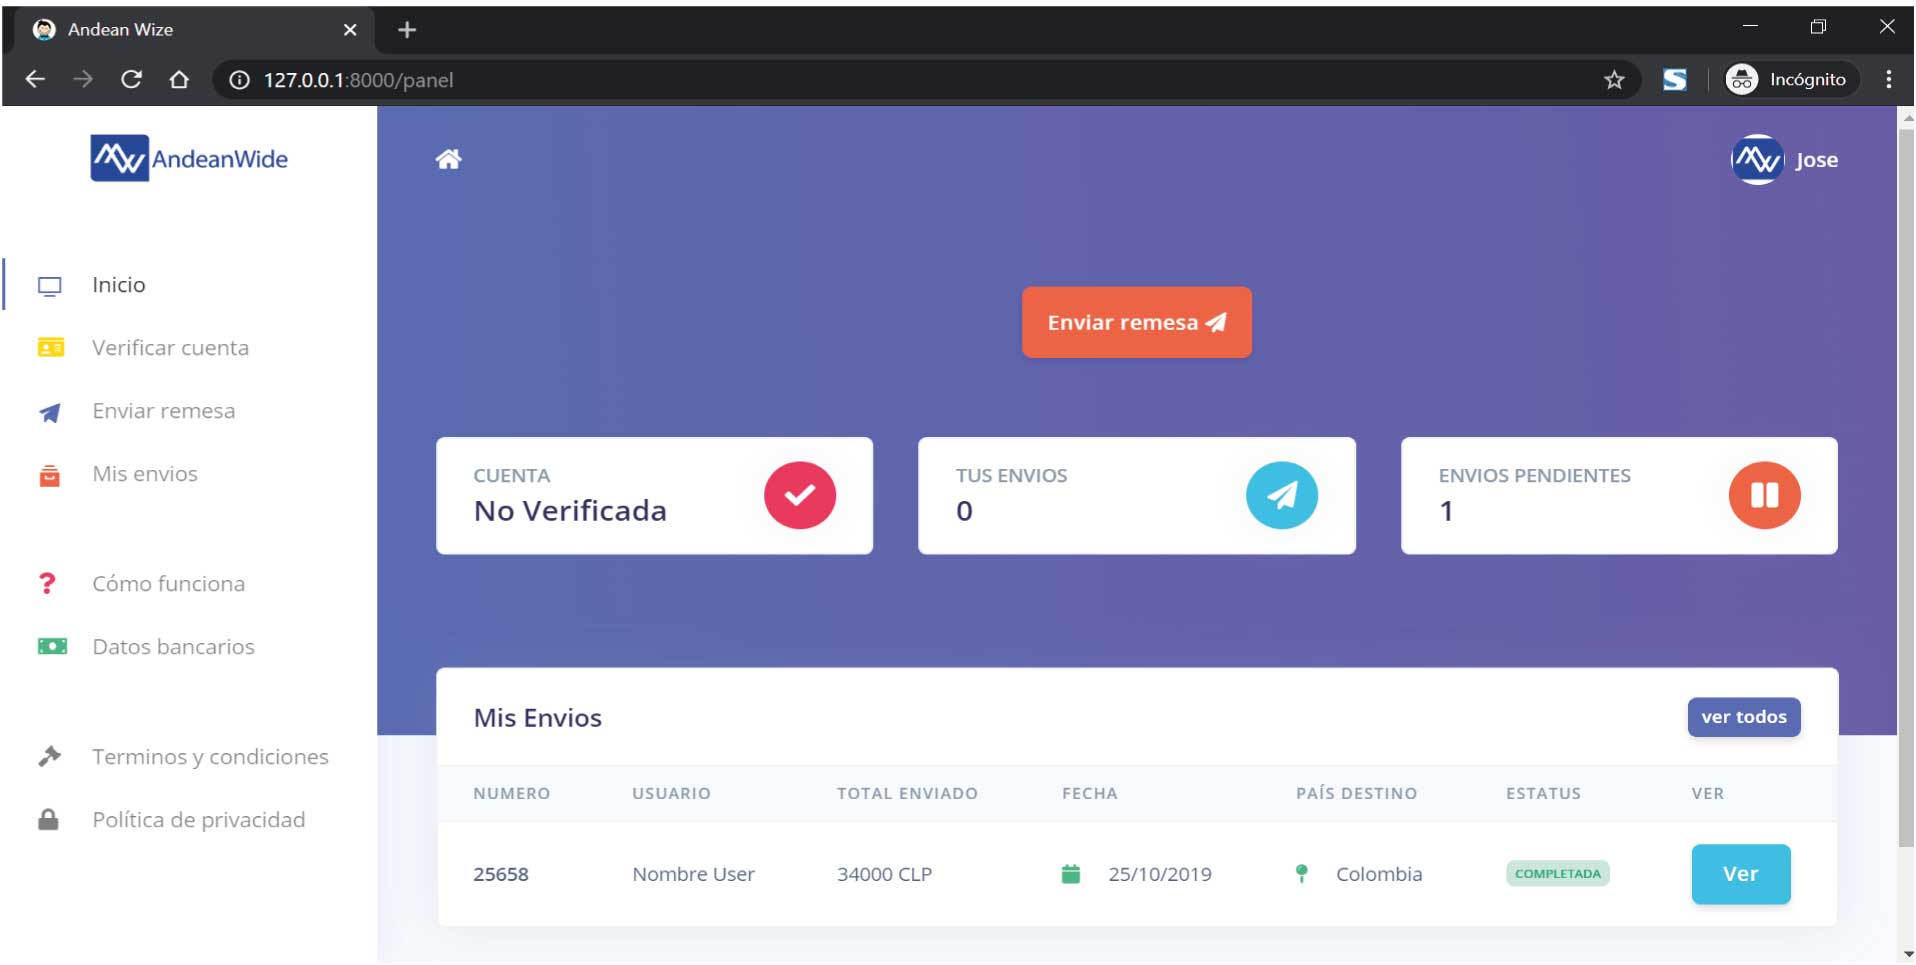 Andean Wize
127.0.0.1:8000/panel
Incógnito
AndeanWide
Jose
Inicio
Verificar cuenta
Enviar remesa
Mis envios
Cómo funciona
Datos bancarios
Terminos y condiciones
Política de privacidad
Enviar remesa
CUENTA
No Verificada
TUS ENVIOS
0
ENVIOS PENDIENTES
1
Mis Envios
ver todos
NUMERO USUARIO TOTAL ENVIADO FECHA PAÍS DESTINO ESTATUS VER
25658 Nombre User 34000 CLP 25/10/2019 Colombia COMPLETADA Ver